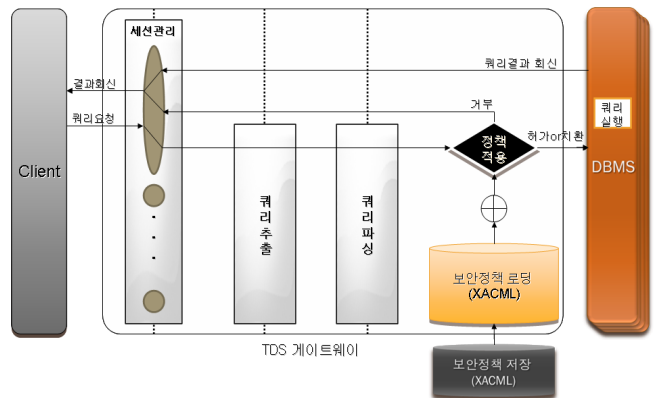 세션관리
쿼리결과 회신
결과회신
거부
쿼리
실행
쿼리요청
정책
적용
허가or치환
Client
DBMS
쿼리추출
쿼리파싱
보안정책 로딩
(XACML)
TDS 게이트웨이
보안정책 저장
(XACML)